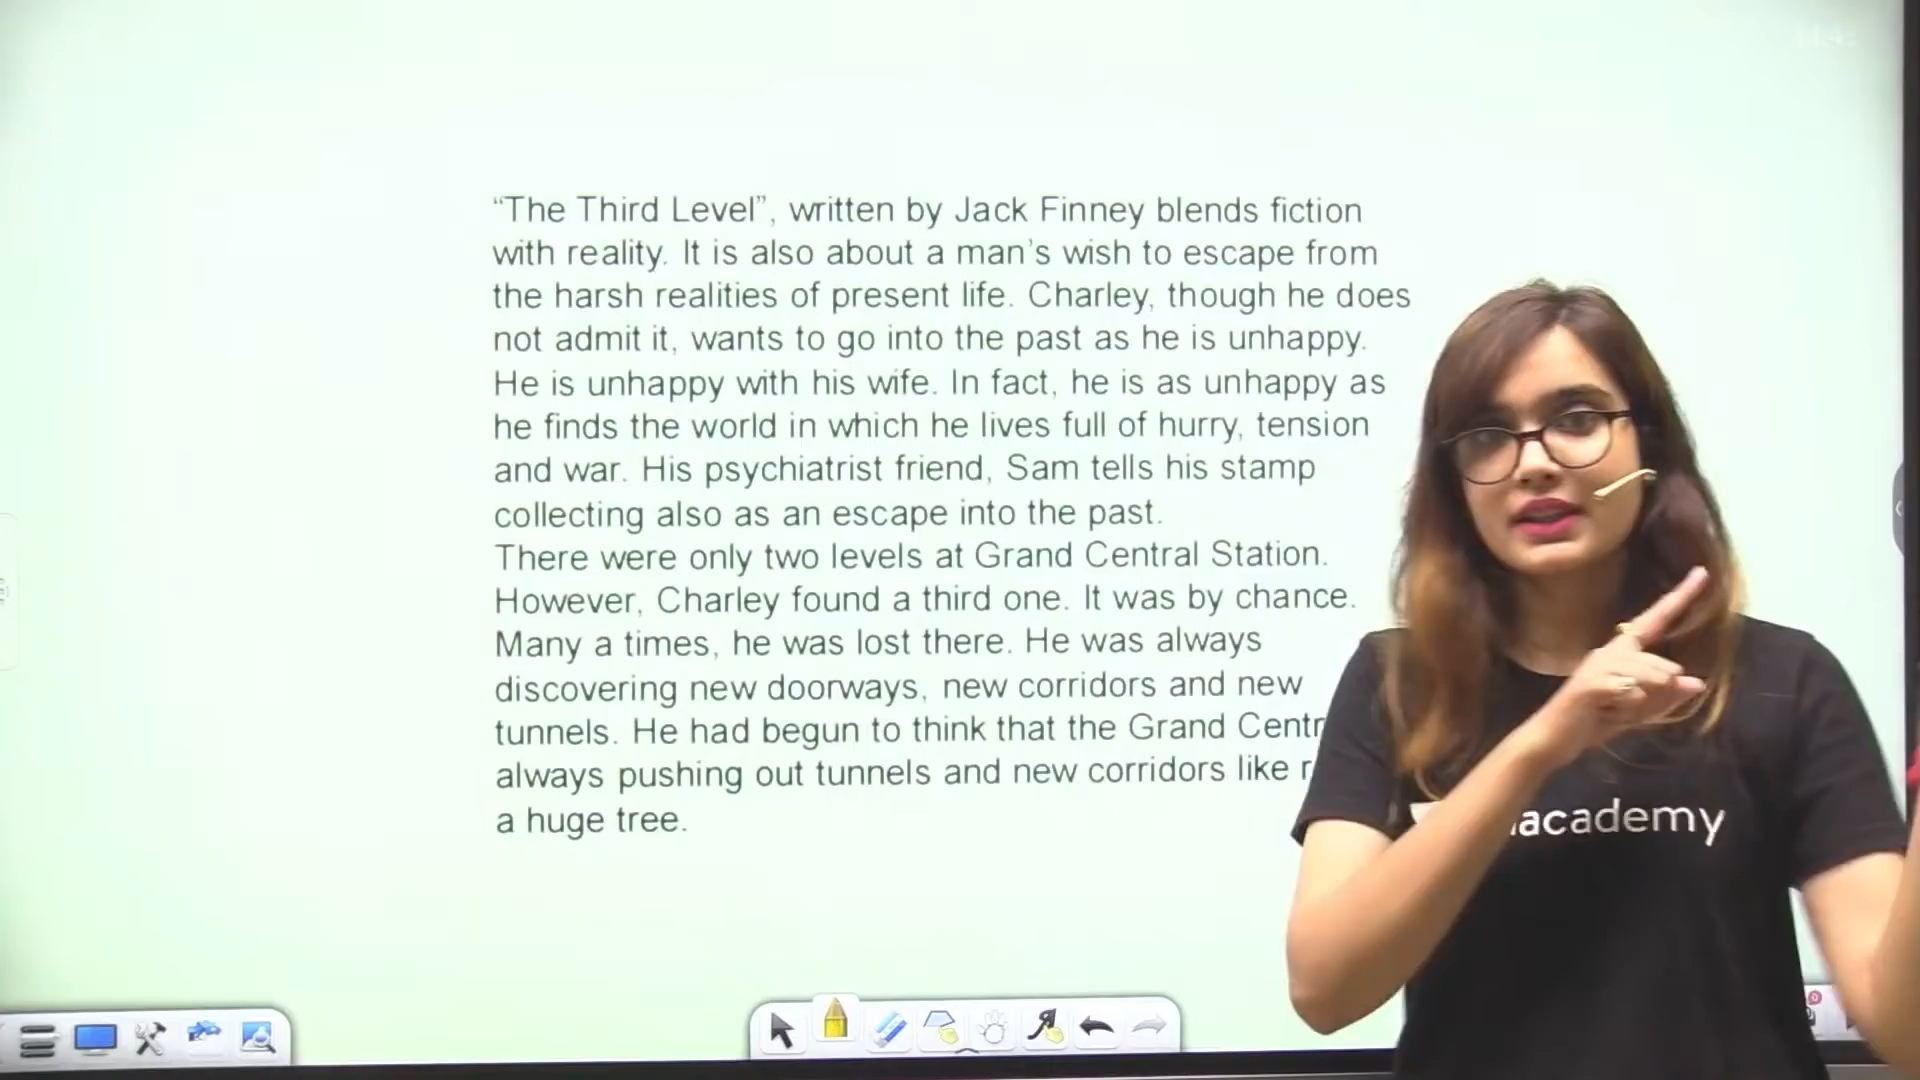 “The Third Level”, written by Jack Finney blends fiction
with reality. It is also about a man’s wish to escape from
the harsh realities of present life. Charley, though he does
not admit it, wants to go into the past as he is unhappy.
He is unhappy with his wife. In fact, he is as unhappy as
he finds the world in which he lives full of hurry, tension
and war. His psychiatrist friend, Sam tells his stamp
collecting also as an escape into the past.
There were only two levels at Grand Central Station.
However, Charley found a third one. It was by chance.
Many a times, he was lost there. He was always
discovering new doorways, new corridors and new
tunnels. He had begun to think that the Grand Centr
always pushing out tunnels and new corridors like r
a huge tree.
academy